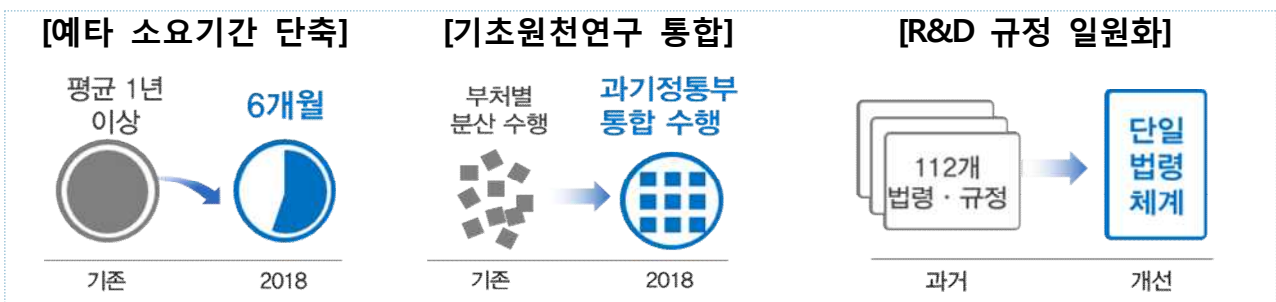 [예타 소요기간 단축]
평균 1년
이상
6개월
기존
2018
[기초원천연구 통합]
부처별
분산 수행
과기정통부
통합 수행
기존
2018
[R&D 규정 일원화]
112개
법령 · 규정
단일
법령
체계
과거
개선